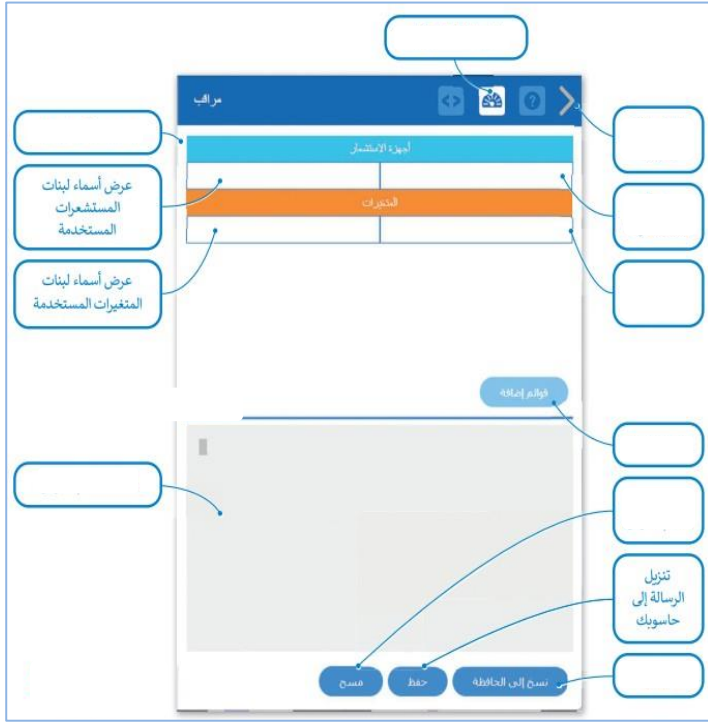 مراقب
<>
?
أجهزة الاستشعار
عرض أسماء لبنات
المستشعرات
المستخدمة
المتغيرات
عرض أسماء لبنات
المتغيرات المستخدمة
قوائم إضافة
تنزيل
الرسالة إلى
حاسوبك
نسخ إلى الحافظة
حفظ
مسح